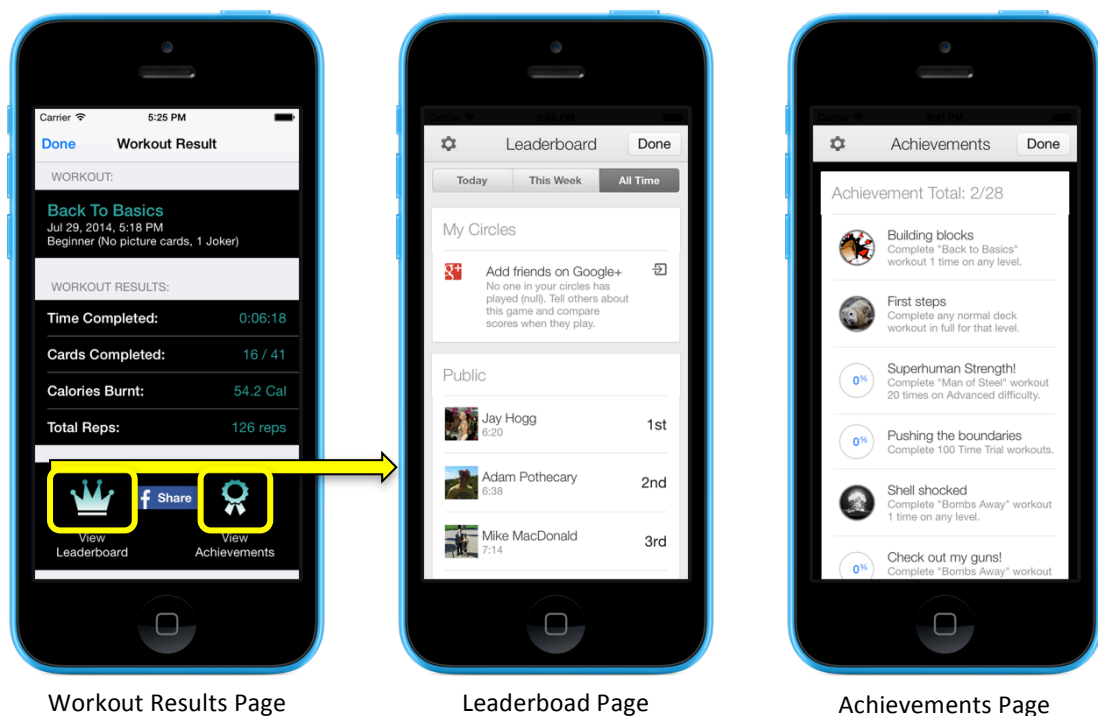 Carrier 5:25 PM
Done Workout Result
WORKOUT:
Back To Basics
Jul 29, 2014, 5:18 PM
Beginner (No picture cards, 1 Joker)
WORKOUT RESULTS:
Time Completed: 0:06:18
Cards Completed: 16 / 41
Calories Burnt: 54.2 Cal
Total Reps: 126 reps
f Share
View
Leaderboard
View
Achievements
Workout Results Page
Carrier 5:42 PM
Leaderboard Done
Today This Week All Time
My Circles
g+ Add friends on Google+
No one in your circles has
played (null). Tell others about
this game and compare
scores when they play.
Public
Jay Hogg
6:20
1st
Adam Pothecary
6:38
2nd
Mike MacDonald
7:14
3rd
Leaderboad Page
Carrier 5:41 PM
Achievements Done
Achievement Total: 2/28
Building blocks
Complete "Back to Basics"
workout 1 time on any level.
First steps
Complete any normal deck
workout in full for that level.
0%
Superhuman Strength!
Complete "Man of Steel" workout
20 times on Advanced difficulty.
0%
Pushing the boundaries
Complete 100 Time Trial workouts.
Shell shocked
Complete "Bombs Away" workout
1 time on any level.
0%
Check out my guns!
Complete "Bombs Away" workout
Achievements Page